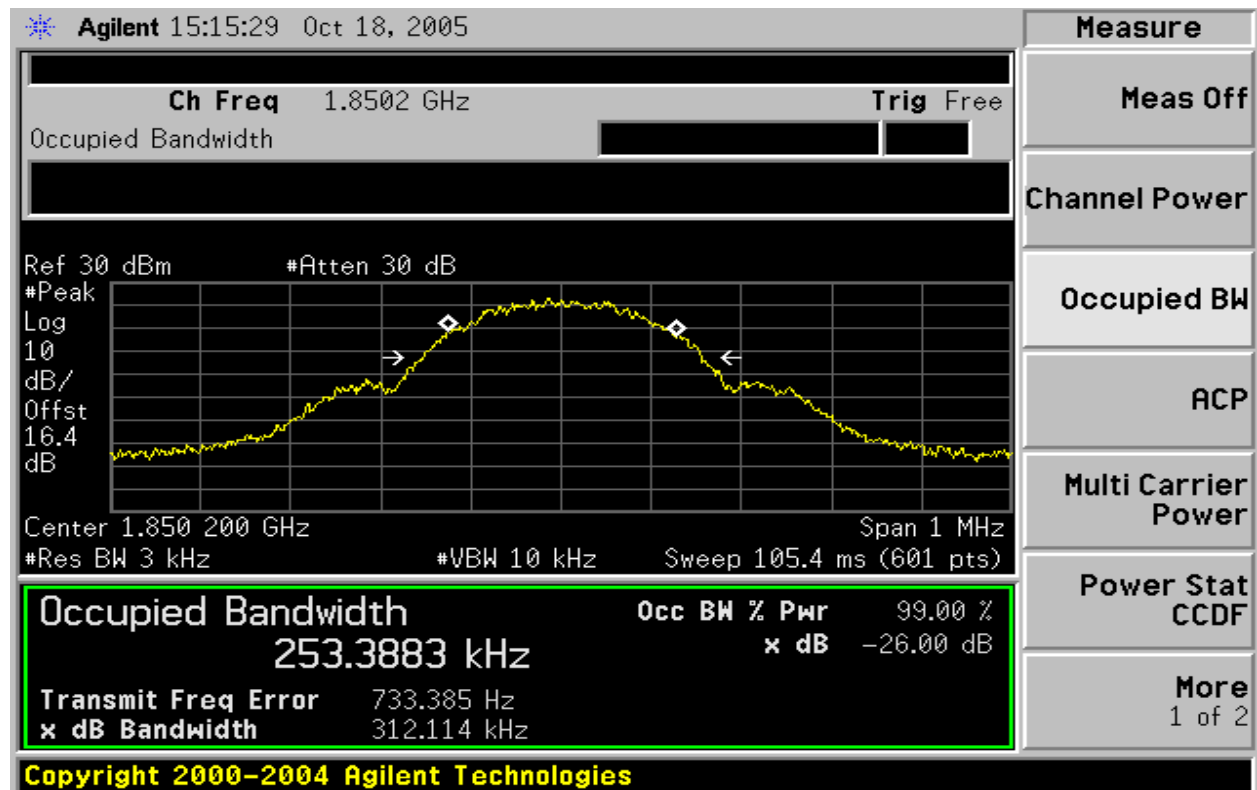 Agilent 15:15:29 Oct 18, 2005
Measure
Ch Freq 1.8502 GHz
Trig Free
Occupied Bandwidth
Meas Off
Channel Power
Occupied BW
ACP
Multi Carrier
Power
Power Stat
CCDF
More
1 of 2
Ref 30 dBm #Atten 30 dB
#Peak
Log
10
dB/
Offst
16.4
dB
Center 1.850 200 GHz Span 1 MHz
#Res BW 3 kHz #VBW 10 kHz Sweep 105.4 ms (601 pts)
Occupied Bandwidth
253.3883 kHz
Occ BW % Pwr 99.00 %
x dB -26.00 dB
Transmit Freq Error 733.385 Hz
x dB Bandwidth 312.114 kHz
Copyright 2000-2004 Agilent Technologies